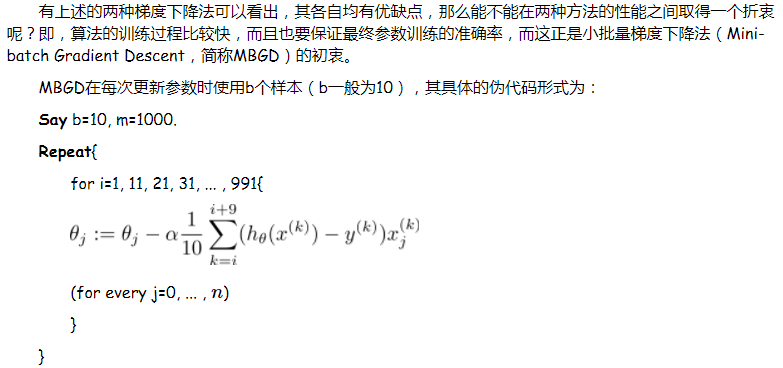 有上述的两种梯度下降法可以看出，其各自均有优缺点，那么能不能在两种方法的性能之间取得一个折衷
呢？即，算法的训练过程比较快，而且也要保证最终参数训练的准确率，而这正是小批量梯度下降法（Mini-
batch Gradient Descent，简称MBGD）的初衷。
MBGD在每次更新参数时使用b个样本（b一般为10），其具体的伪代码形式为：
Say b=10, m=1000.
Repeat{
for i=1, 11, 21, 31, ... , 991{
θ_j := θ_j − α 1/10 ∑_{k=i}^{i+9} (h_θ(x^{(k)}) − y^{(k)})x_j^{(k)}
(for every j=0, ... , n)
}
}